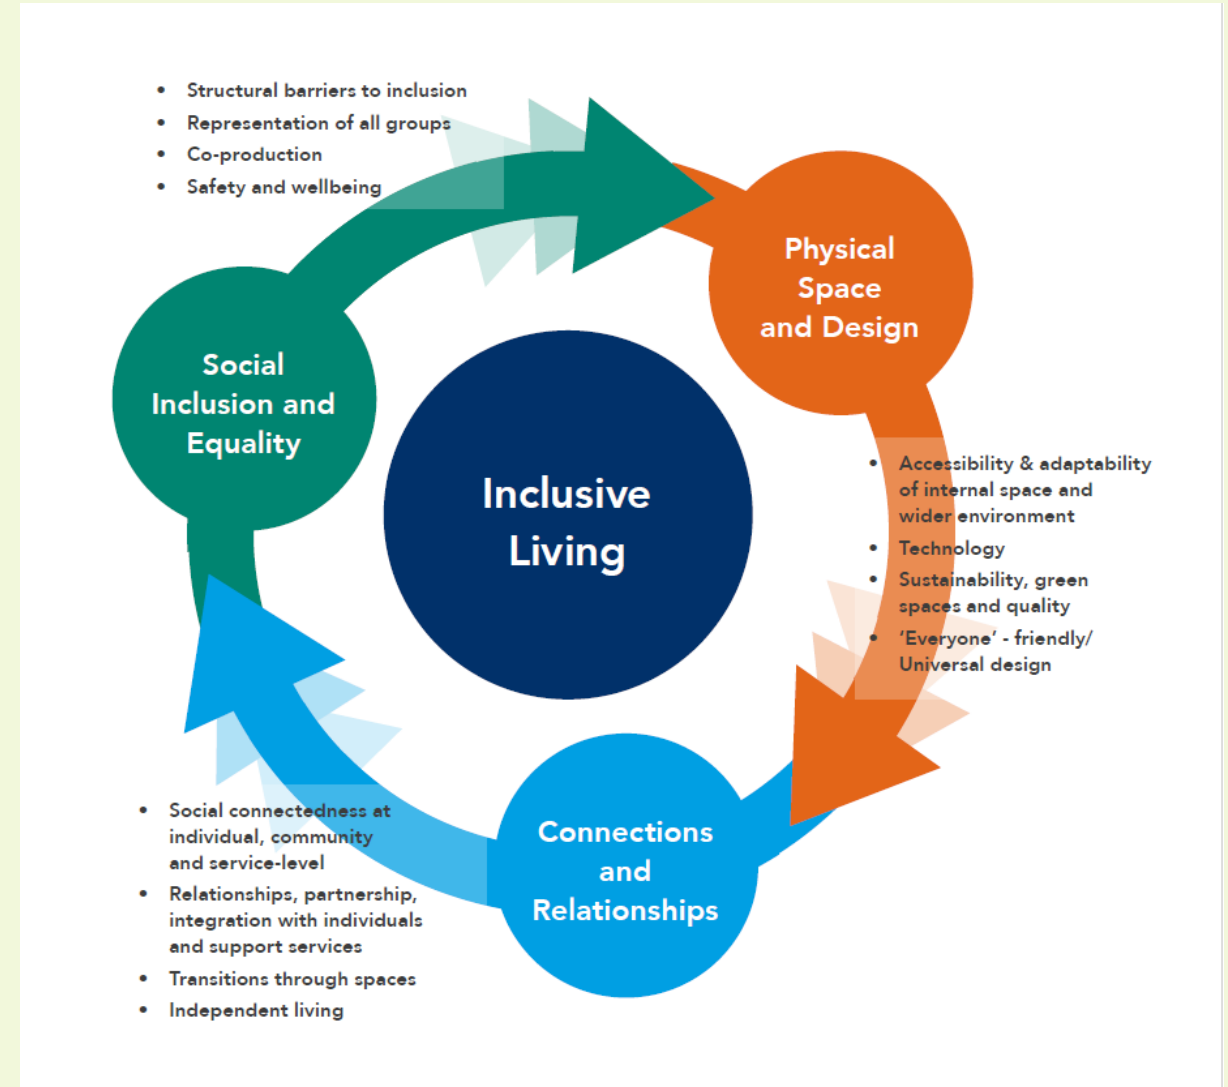 • Structural barriers to inclusion
• Representation of all groups
• Co-production
• Safety and wellbeing
Physical
Space
and Design
Social
Inclusion and
Equality
Inclusive
Living
• Accessibility & adaptability
of internal space and
wider environment
• Technology
• Sustainability, green
spaces and quality
• ‘Everyone’ - friendly/
Universal design
Connections
and
Relationships
• Social connectedness at
individual, community
and service-level
• Relationships, partnership,
integration with individuals
and support services
• Transitions through spaces
• Independent living